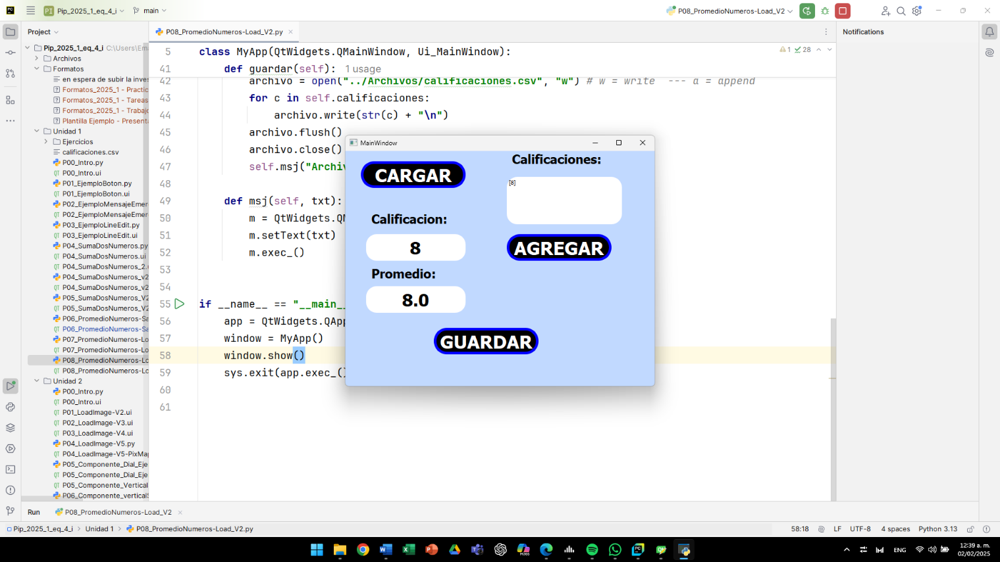 PC
PI
Pip_2025_1_eq_4_i
main
P08_PromedioNumeros-Load_V2
Project
P08_PromedioNumeros-Load_V2.py
Notifications
Pip_2025_1_eq_4_i C:\Users\Em
Archivos
Formatos
en espera de subir la inves
Formatos_2025_1 - Practic
Formatos_2025_1 - Tareas
Formatos_2025_1 - Trabajo
Plantilla Ejemplo - Present
Unidad 1
Ejercicios
calificaciones.csv
P00_Intro.py
P00_Intro.ui
P01_EjemploBoton.py
P01_EjemploBoton.ui
P02_EjemploMensajeEmer
P02_EjemploMensajeEmer
P03_EjemploLineEdit.py
P03_EjemploLineEdit.ui
P04_SumaDosNumeros.py
P04_SumaDosNumeros.ui
P04_SumaDosNumeros_2.u
P04_SumaDosNumeros_v2
P04_SumaDosNumeros_v2
P05_SumaDosNumeros_V2
P05_SumaDosNumeros_V2
P06_PromedioNumeros-Sa
P06_PromedioNumeros-Sa
P07_PromedioNumeros-Lo
P07_PromedioNumeros-Lo
P08_PromedioNumeros-Lo
P08_PromedioNumeros-Lo
Unidad 2
P00_Intro.py
P00_Intro.ui
P01_LoadImage-V2.ui
P02_LoadImage-V3.ui
P03_LoadImage-V4.ui
P04_LoadImage-V5.py
P04_LoadImage-V5-PixMap
P05_Componente_Dial_Eje
P05_Componente_Dial_Eje
P05_Componente_Vertical
P06_Componente_verticalS
5 class MyApp(QtWidgets.QMainWindow, Ui_MainWindow):
1 28
41 def guardar(self): 1 usage
42 archivo = open("../Archivos/calificaciones.csv", "w") # w = write --- a = append
43 for c in self.calificaciones:
44 archivo.write(str(c) + "\n")
45 archivo.flush()
46 archivo.close()
47 self.msj("Archiv
48
49 def msj(self, txt):
50 m = QtWidgets.QM
51 m.setText(txt)
52 m.exec_()
53
54
55 if __name__ == "__main_
56 app = QtWidgets.QApp
57 window = MyApp()
58 window.show()
59 sys.exit(app.exec_()
60
61
MainWindow
CARGAR
Calificaciones:
[8]
Calificacion:
8
AGREGAR
Promedio:
8.0
GUARDAR
Run P08_PromedioNumeros-Load_V2
Pip_2025_1_eq_4_i > Unidad 1 > P08_PromedioNumeros-Load_V2.py
58:18 LF UTF-8 4 spaces Python 3.13
ENG
12:39 a. m.
02/02/2025